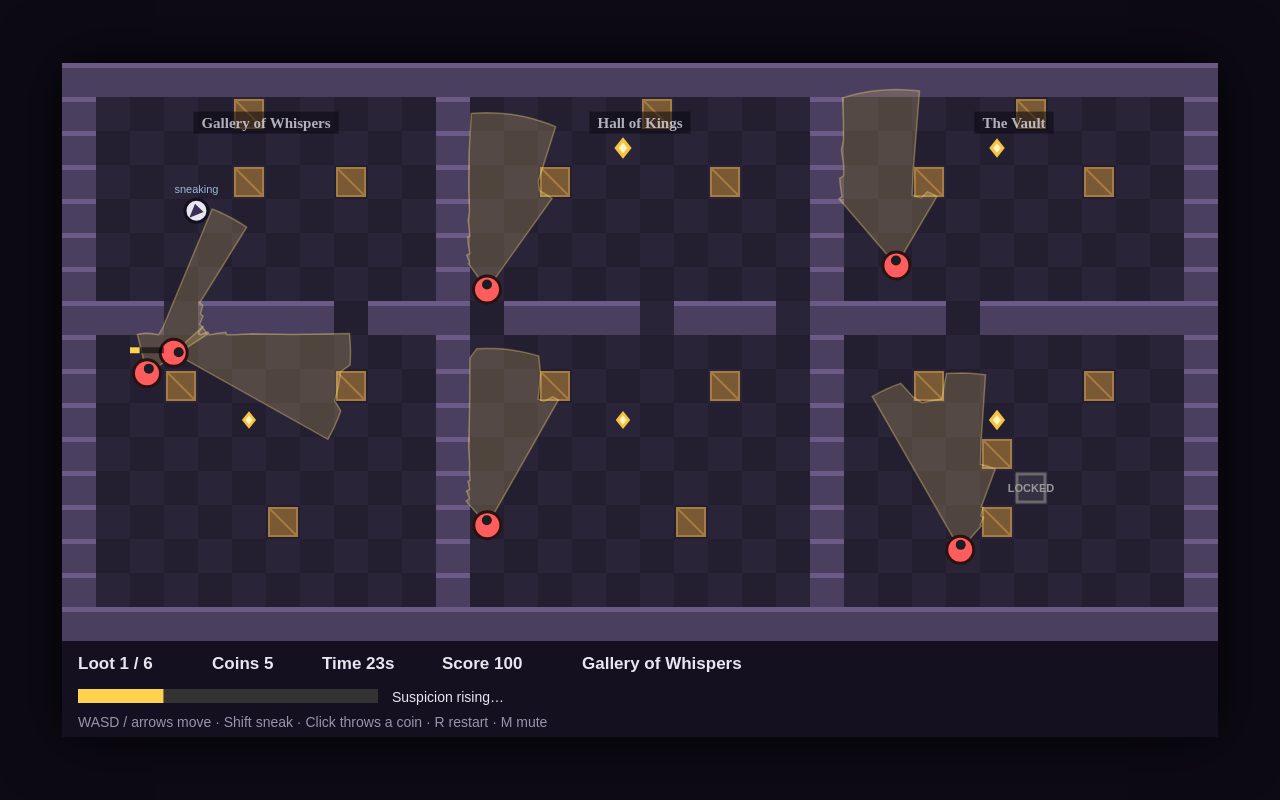 Gallery of Whispers
Hall of Kings
The Vault
sneaking
LOCKED
Loot 1 / 6
Coins 5
Time 23s
Score 100
Gallery of Whispers
Suspicion rising…
WASD / arrows move · Shift sneak · Click throws a coin · R restart · M mute